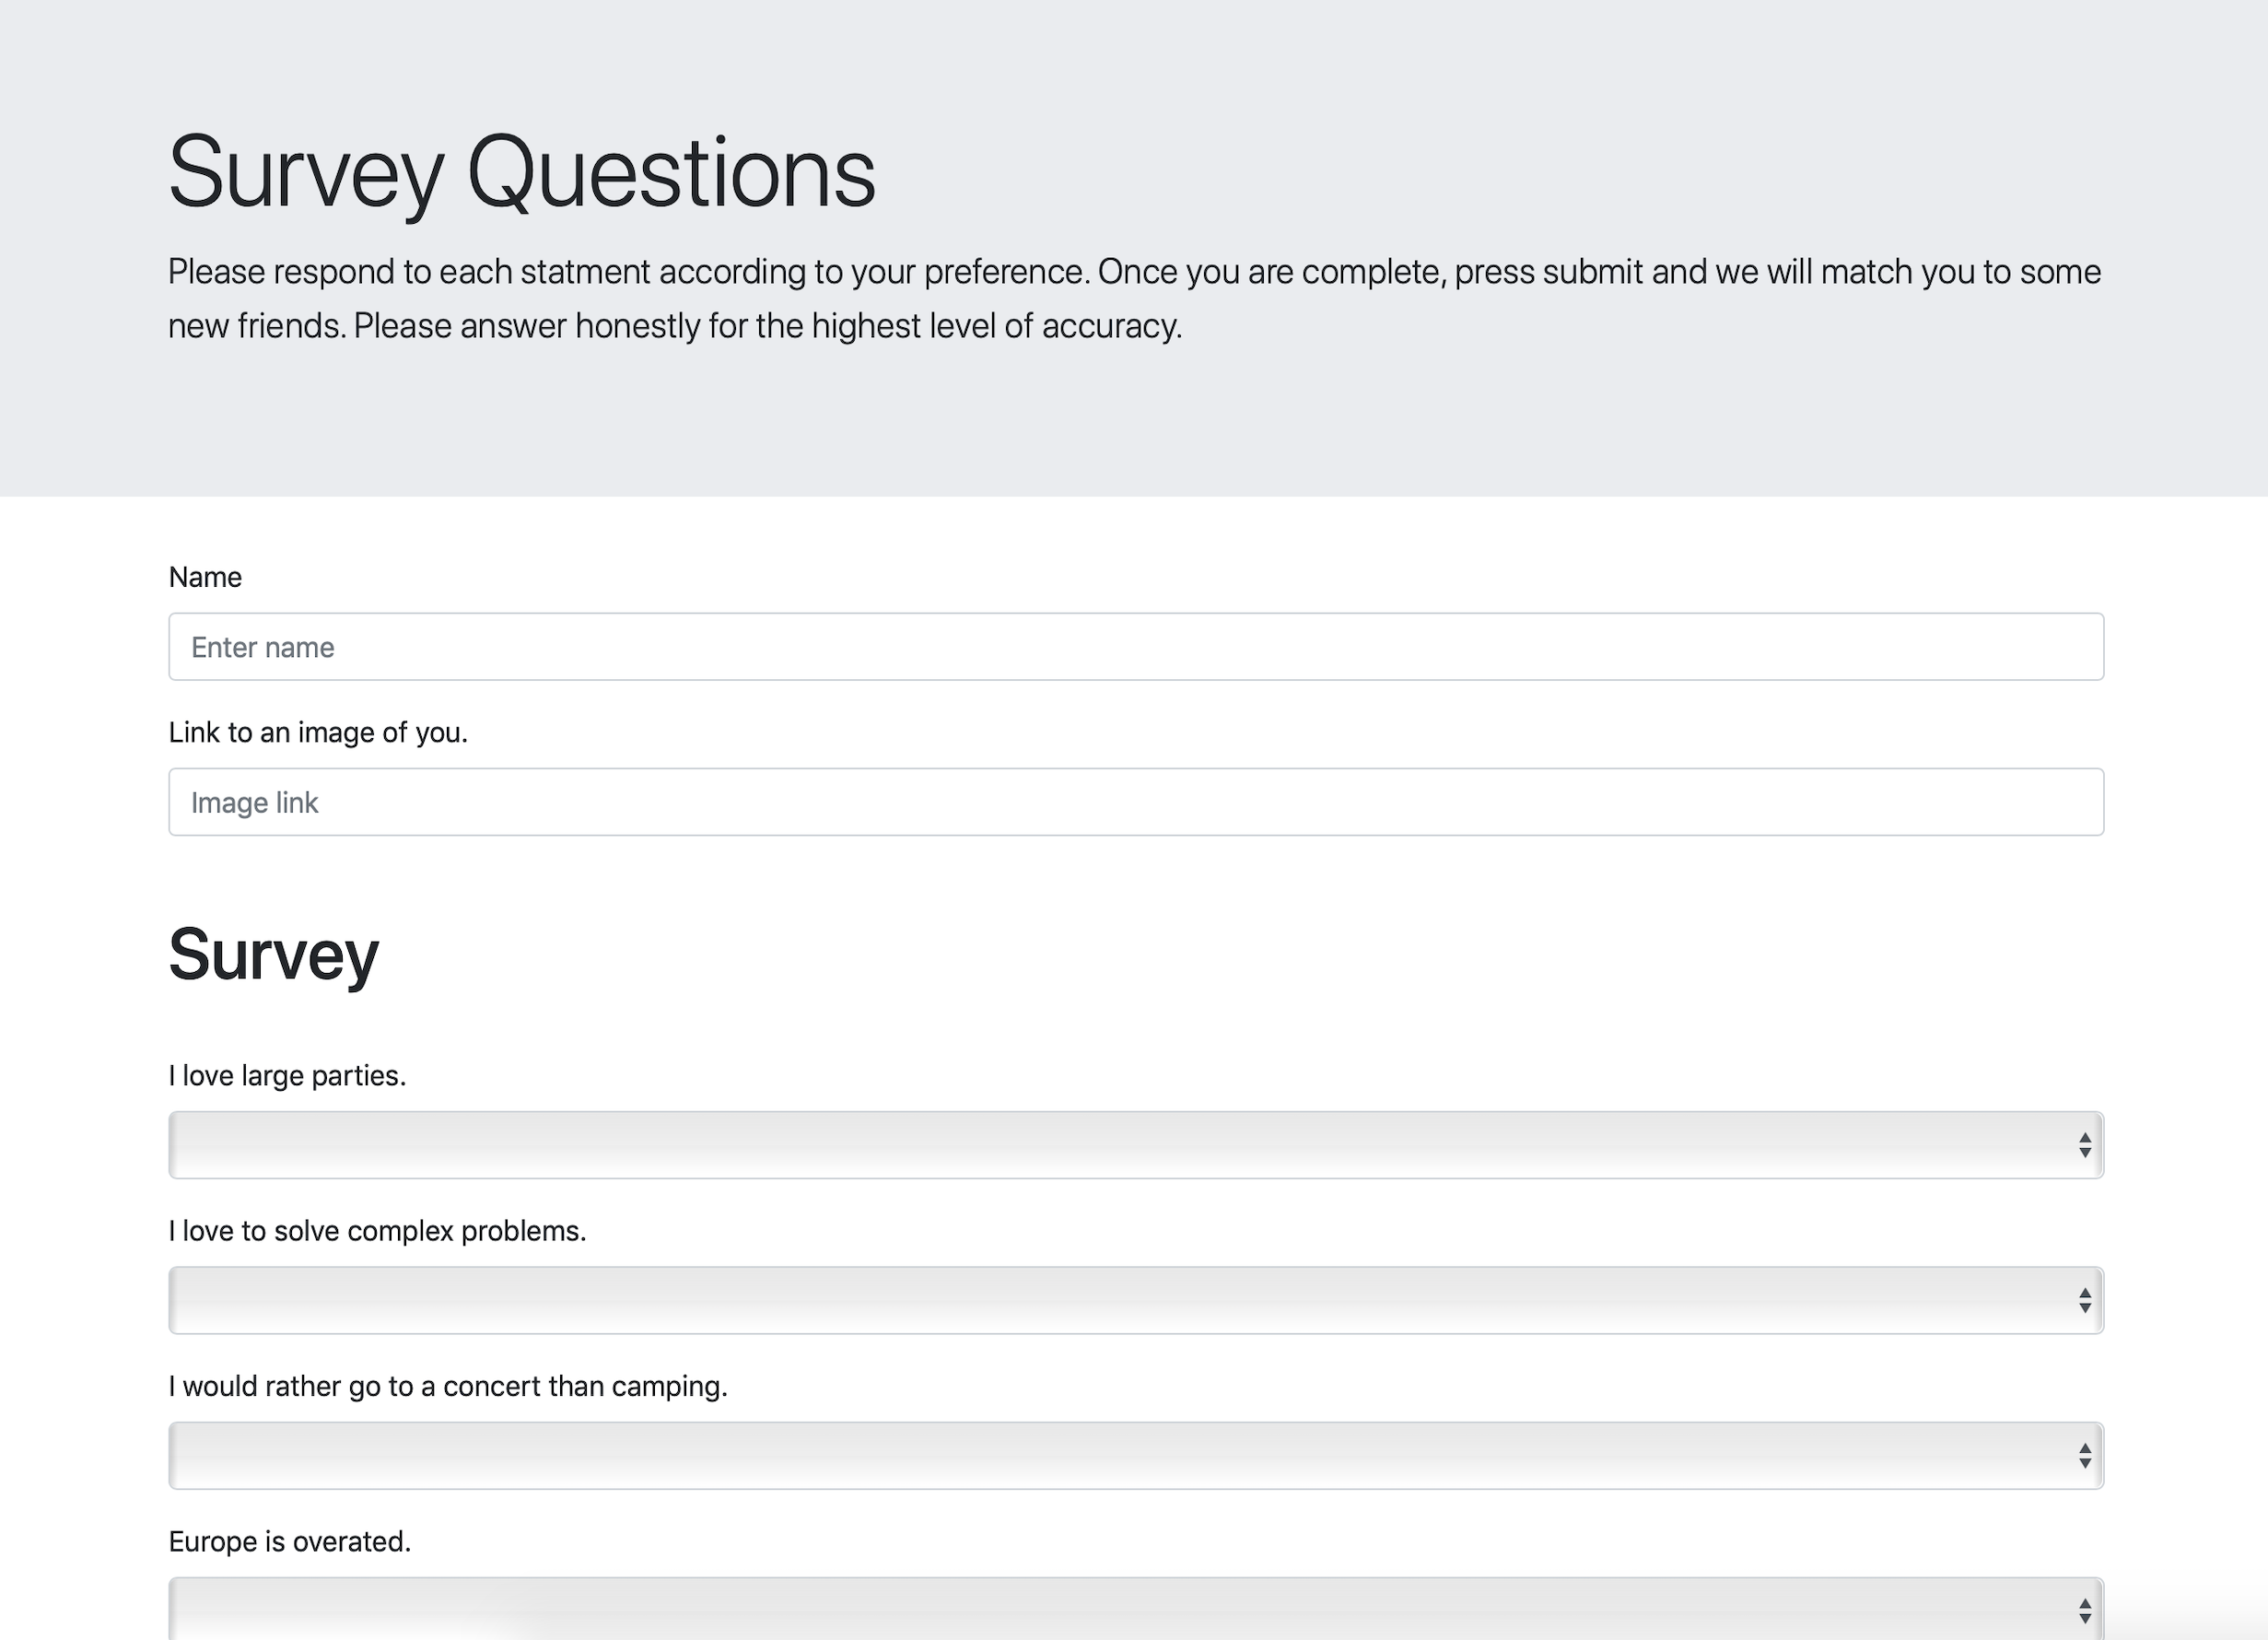 Survey Questions
Please respond to each statment according to your preference. Once you are complete, press submit and we will match you to some
new friends. Please answer honestly for the highest level of accuracy.
Name
Enter name
Link to an image of you.
Image link
Survey
I love large parties.
I love to solve complex problems.
I would rather go to a concert than camping.
Europe is overated.